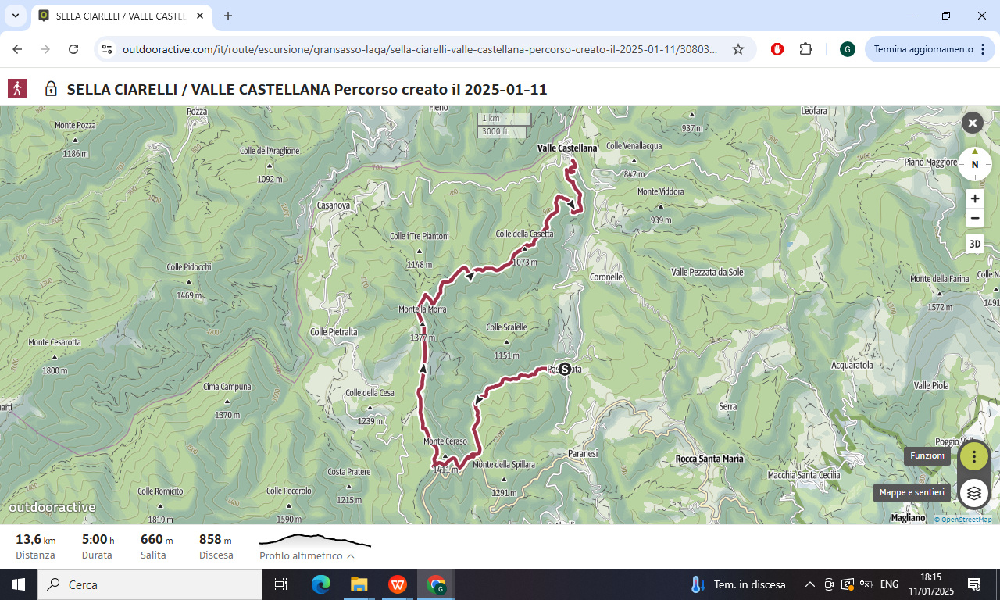 SELLA CIARELLI / VALLE CASTEL
outdooractive.com/it/route/escursione/gransasso-laga/sella-ciarelli-valle-castellana-percorso-creato-il-2025-01-11/30803...
G
Termina aggiornamento
SELLA CIARELLI / VALLE CASTELLANA Percorso creato il 2025-01-11
Pozza
Leofara
1 km
3000 ft
Monte Pozza
1186 m
937 m
Colle dell'Araglione
1092 m
Valle Castellana
Colle Venallacqua
842 m
Piano Maggiore
N
Monte Viddora
939 m
Casanova
Colle i Tre Piantoni
1148 m
Colle della Casetta
1073 m
3D
Colle Pidocchi
1469 m
Coronelle
Valle Pezzata da Sole
Monte della Farina
1572 m
Colle N
1491
Monte la Morra
1377 m
Colle Pietralta
Colle Scalelle
1151 m
Monte Cesarotta
1800 m
S
Acquaratola
Cima Campuna
1370 m
Colle della Cesa
1239 m
Valle Piola
Serra
Monte Ceraso
1411 m
Paranesi
Rocca Santa Maria
Poggio Val
Funzioni
Costa Pratere
1215 m
Monte della Spillara
1291 m
Macchia Santa Cecilia
Mappe e sentieri
Colle Romicito
1819 m
Colle Pecerolo
1590 m
outdooractive
Magliano
© OpenStreetMap
13,6 km
5:00 h
660 m
858 m
Distanza
Durata
Salita
Discesa
Profilo altimetrico
Cerca
Tem. in discesa
ENG
18:15
11/01/2025